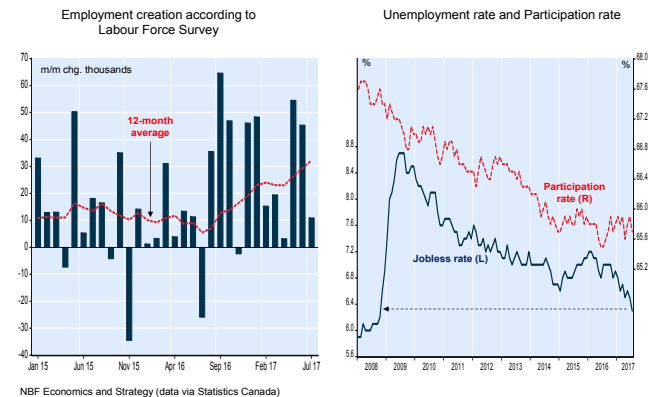 Employment creation according to
Labour Force Survey
m/m chg. thousands
70
60
50
40
30
20
10
0
-10
-20
-30
-40
12-month
average
Jan 15
Jun 15
Nov 15
Apr 16
Sep 16
Feb 17
Jul 17
Unemployment rate and Participation rate
%
%
8.8
8.4
8.0
7.6
7.2
6.8
6.4
6.0
5.6
68.0
67.6
67.2
66.8
66.4
66.0
65.6
65.2
Participation
rate (R)
Jobless rate (L)
2008
2009
2010
2011
2012
2013
2014
2015
2016
2017
NBF Economics and Strategy (data via Statistics Canada)